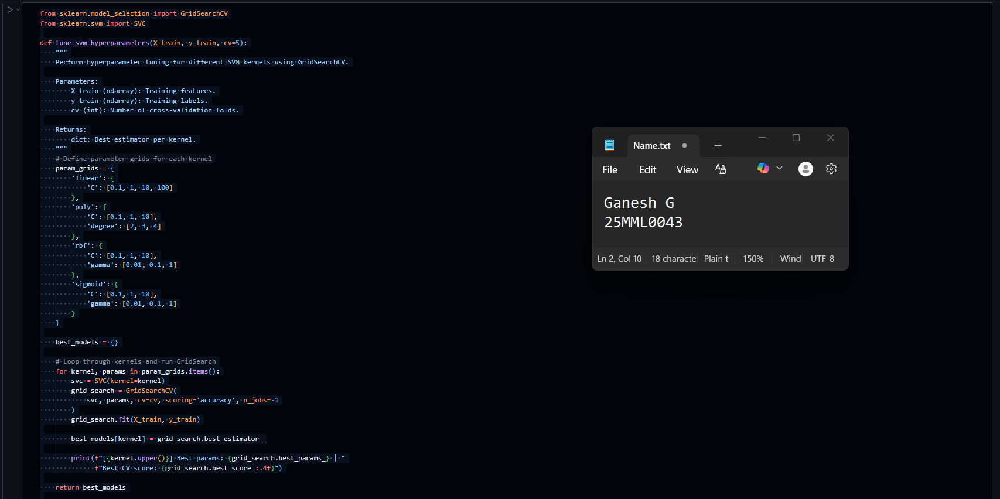 from sklearn.model_selection import GridSearchCV
from sklearn.svm import SVC
def tune_svm_hyperparameters(X_train, y_train, cv=5):
"""
Perform hyperparameter tuning for different SVM kernels using GridSearchCV.
Parameters:
X_train (ndarray): Training features.
y_train (ndarray): Training labels.
cv (int): Number of cross-validation folds.
Returns:
dict: Best estimator per kernel.
"""
# Define parameter grids for each kernel
param_grids = {
'linear': {
'C': [0.1, 1, 10, 100]
},
'poly': {
'C': [0.1, 1, 10],
'degree': [2, 3, 4]
},
'rbf': {
'C': [0.1, 1, 10],
'gamma': [0.01, 0.1, 1]
},
'sigmoid': {
'C': [0.1, 1, 10],
'gamma': [0.01, 0.1, 1]
}
}
best_models = {}
# Loop through kernels and run GridSearch
for kernel, params in param_grids.items():
svc = SVC(kernel=kernel)
grid_search = GridSearchCV(
svc, params, cv=cv, scoring='accuracy', n_jobs=-1
)
grid_search.fit(X_train, y_train)
best_models[kernel] = grid_search.best_estimator_
print(f"[{kernel.upper()}] Best params: {grid_search.best_params_} | "
f"Best CV score: {grid_search.best_score_:.4f}")
return best_models
Name.txt
File Edit View
Ganesh G
25MML0043
Ln 2, Col 10 18 characte Plain t 150% Wind UTF-8